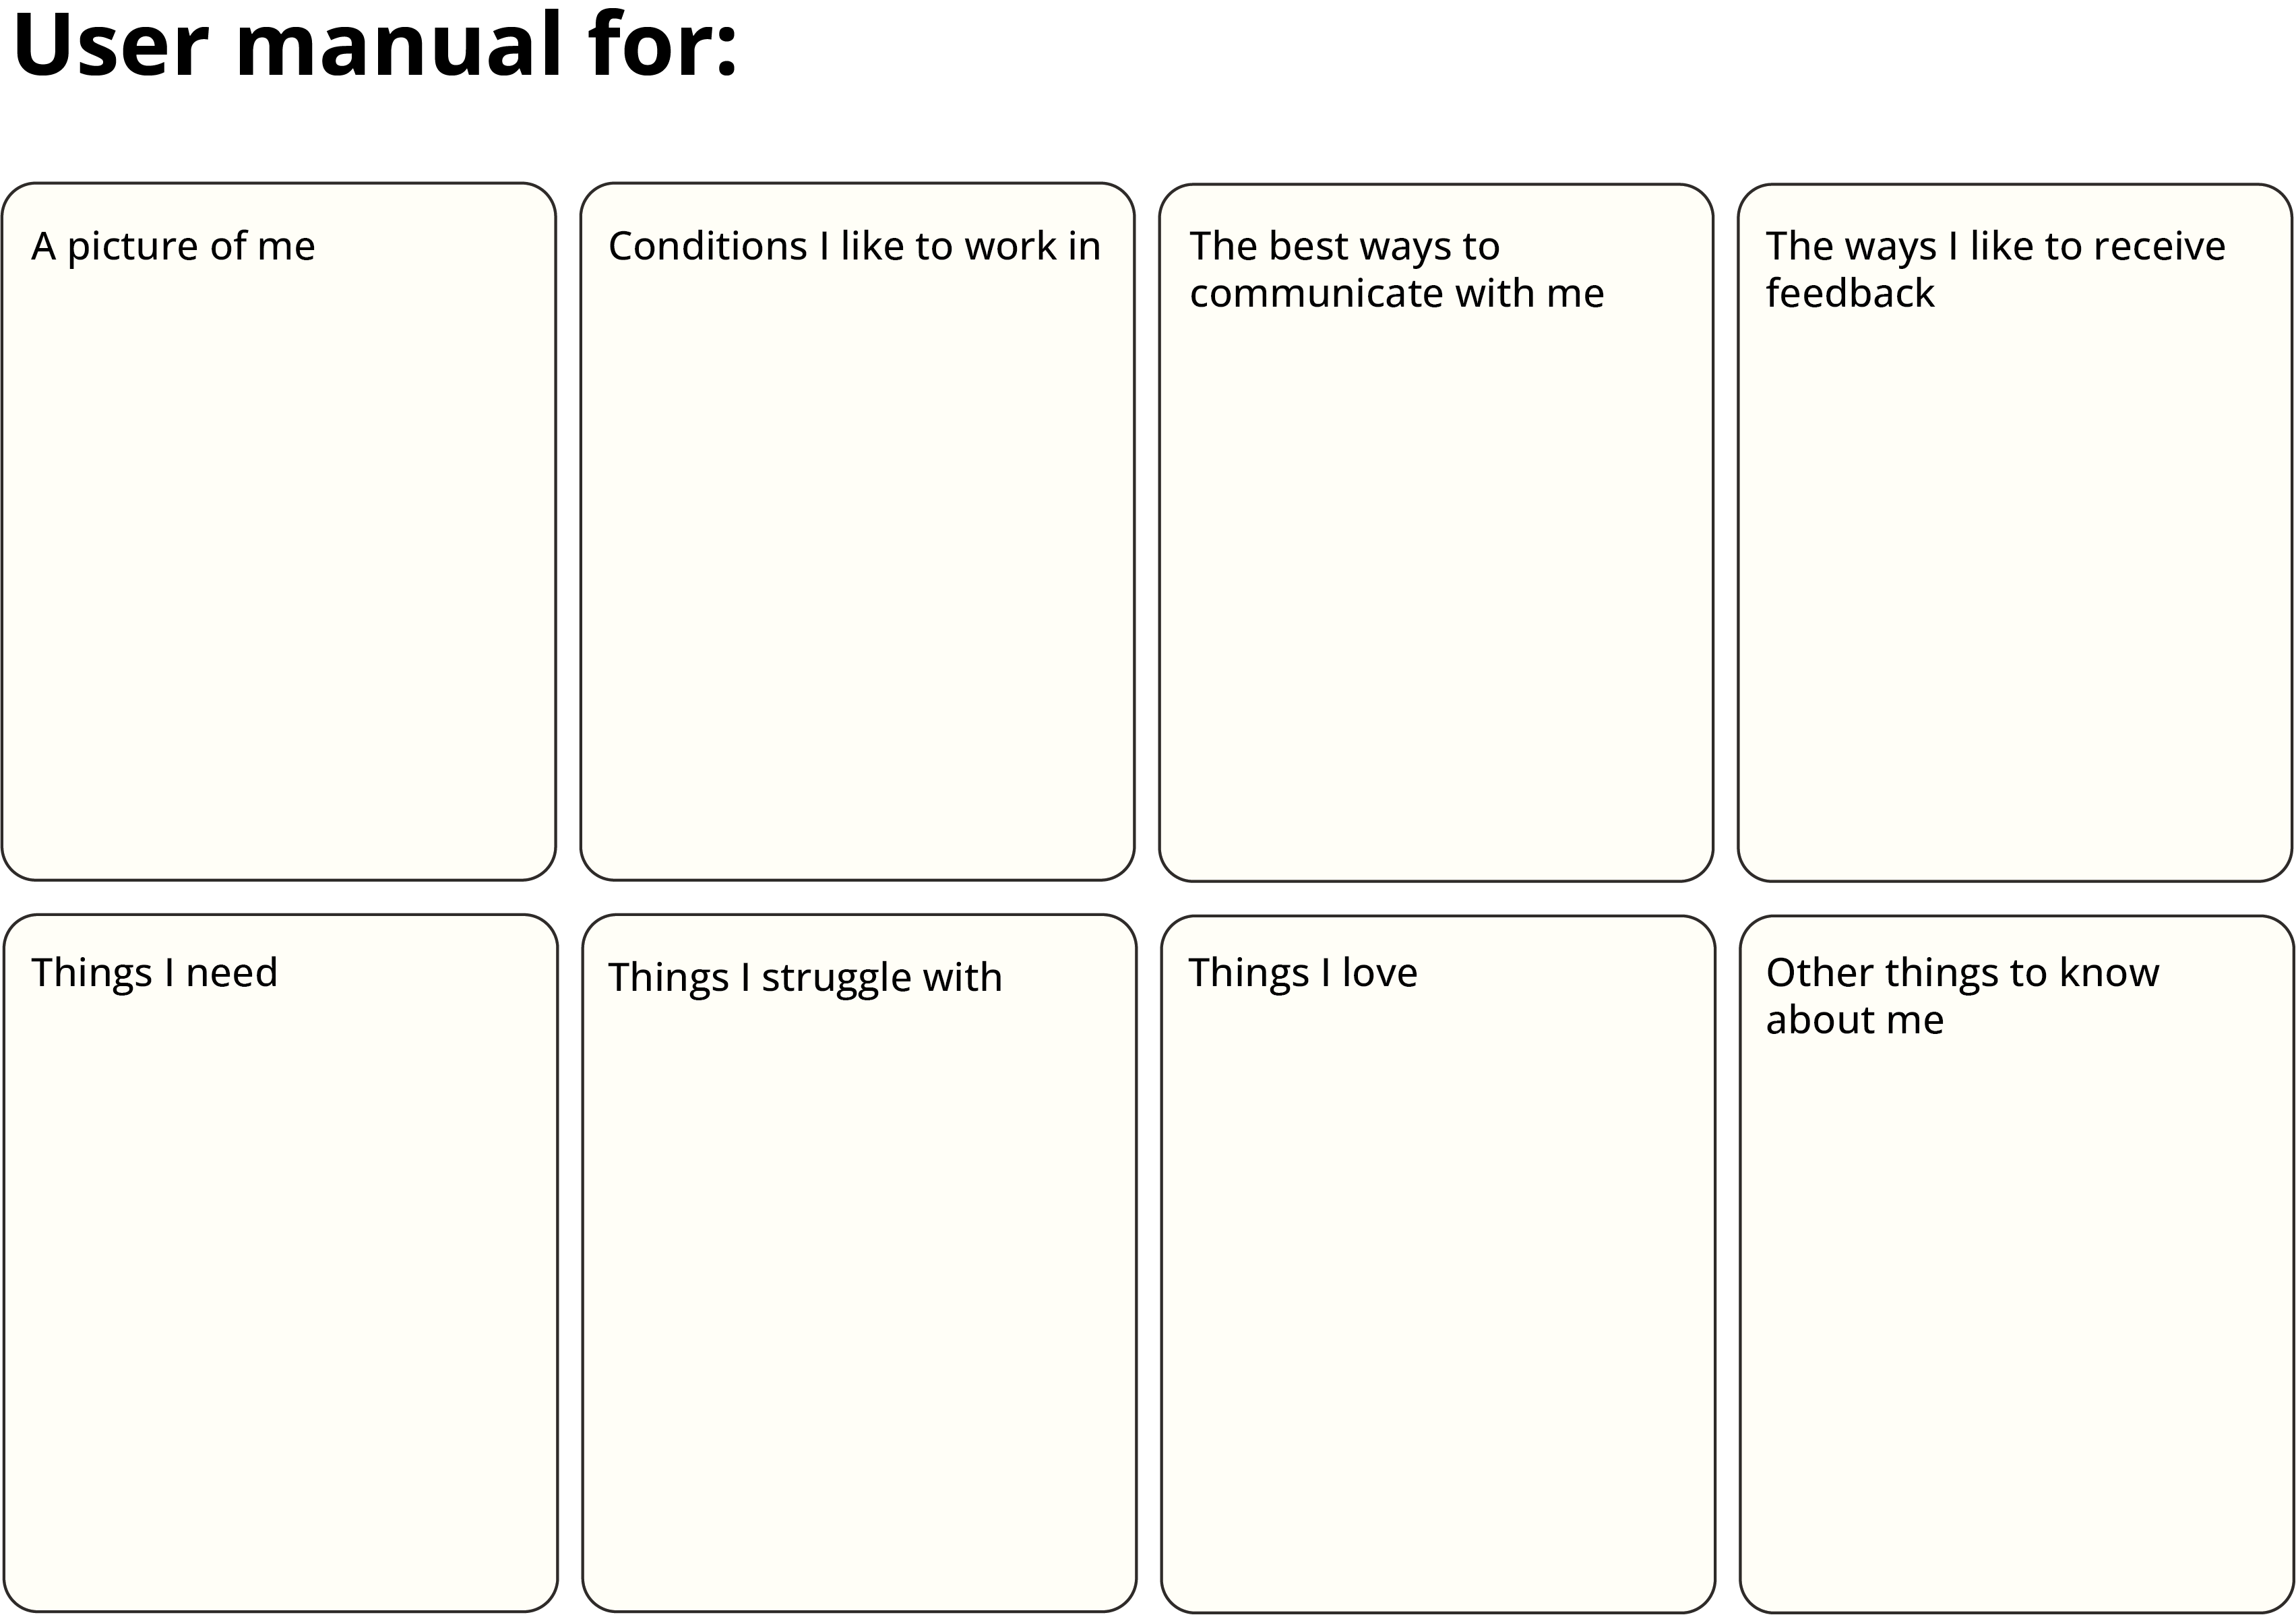 User manual for:
A picture of me
Conditions I like to work in
The best ways to
communicate with me
The ways I like to receive
feedback
Things I need
Things I struggle with
Things I love
Other things to know
about me